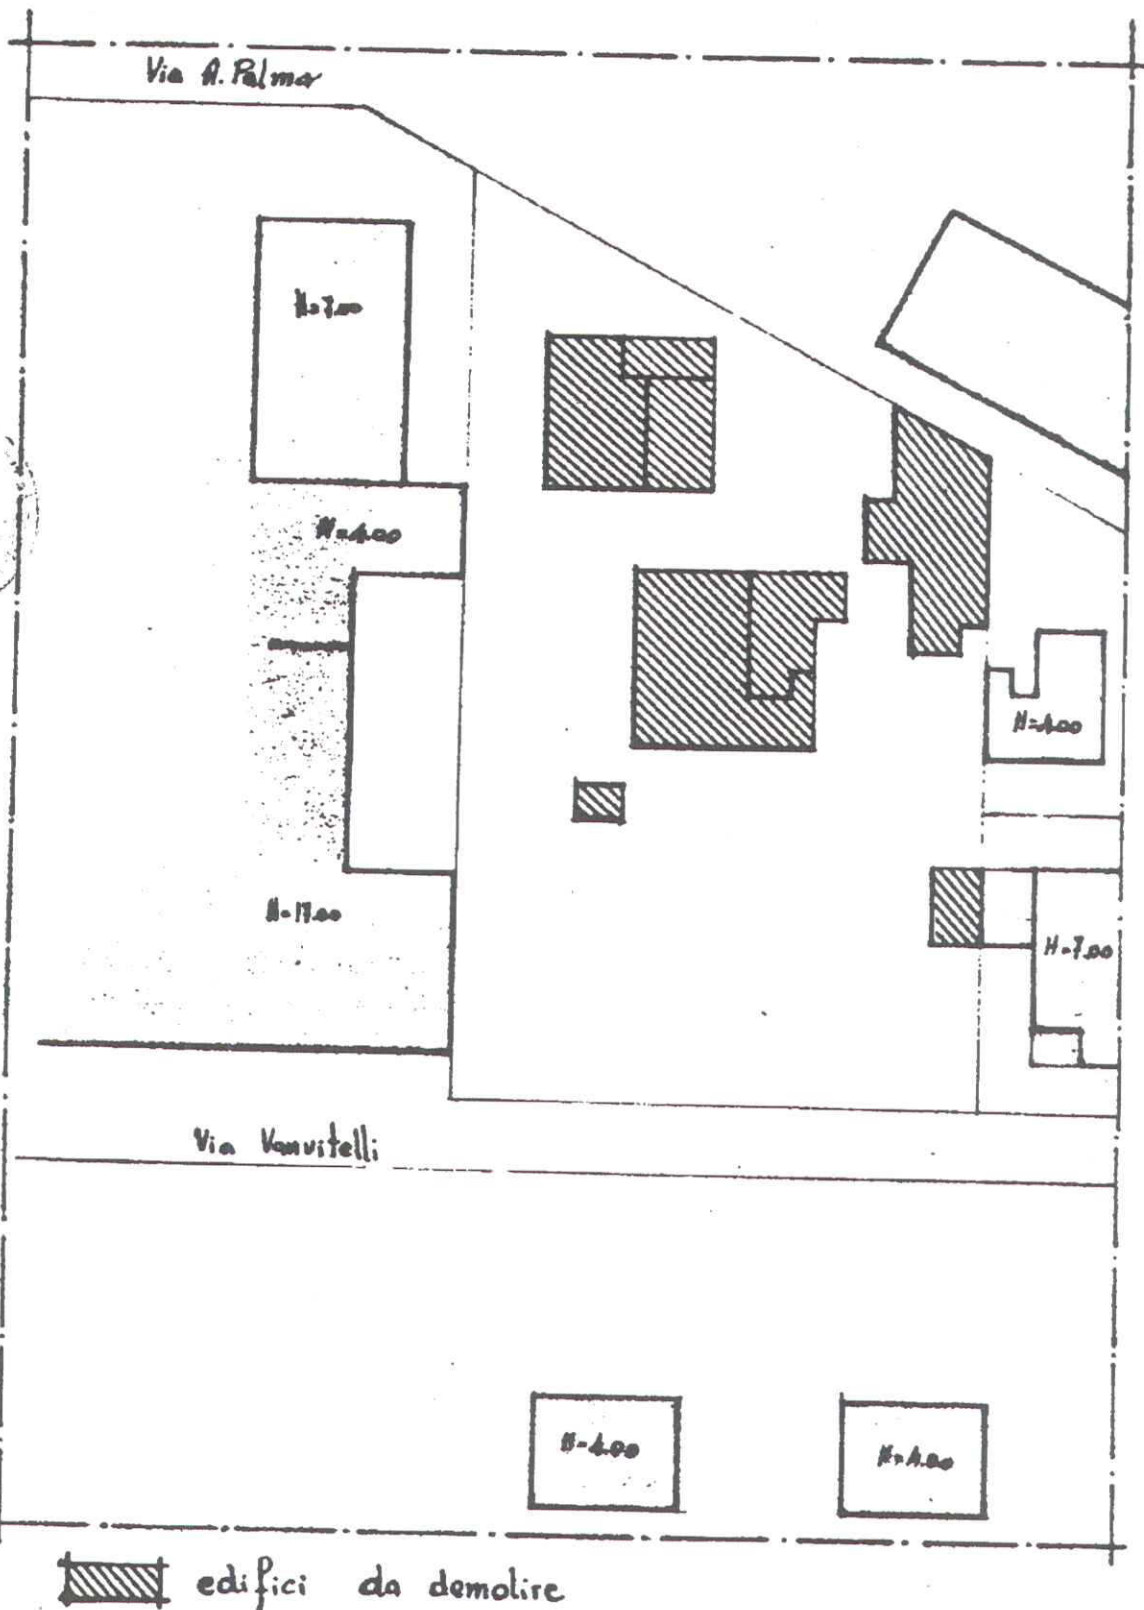 Via A. Palma
H=7.00
H=4.00
H=4.00
H=17.00
H=7.00
Via Vanvitelli
H=4.00
H=4.00
edifici da demolire